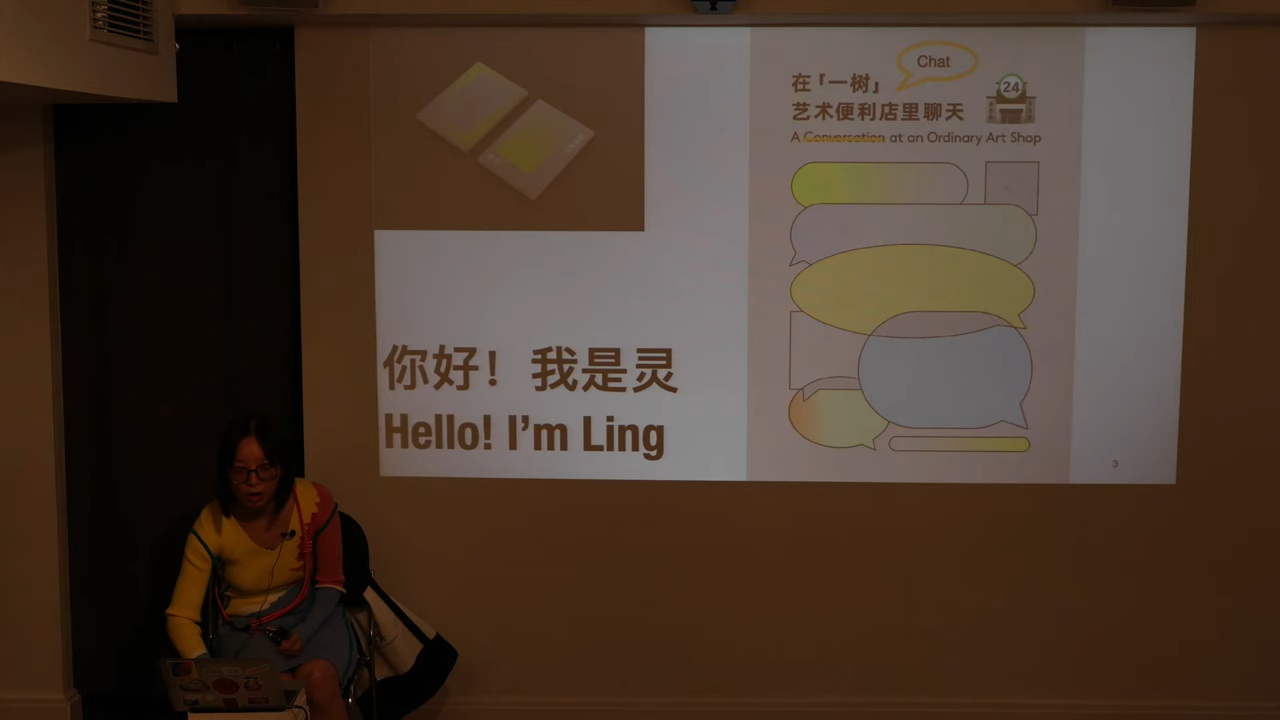 Chat
在「一树」
24
艺术便利店里聊天
A Conversation at an Ordinary Art Shop
你好！我是灵
Hello! I'm Ling
3